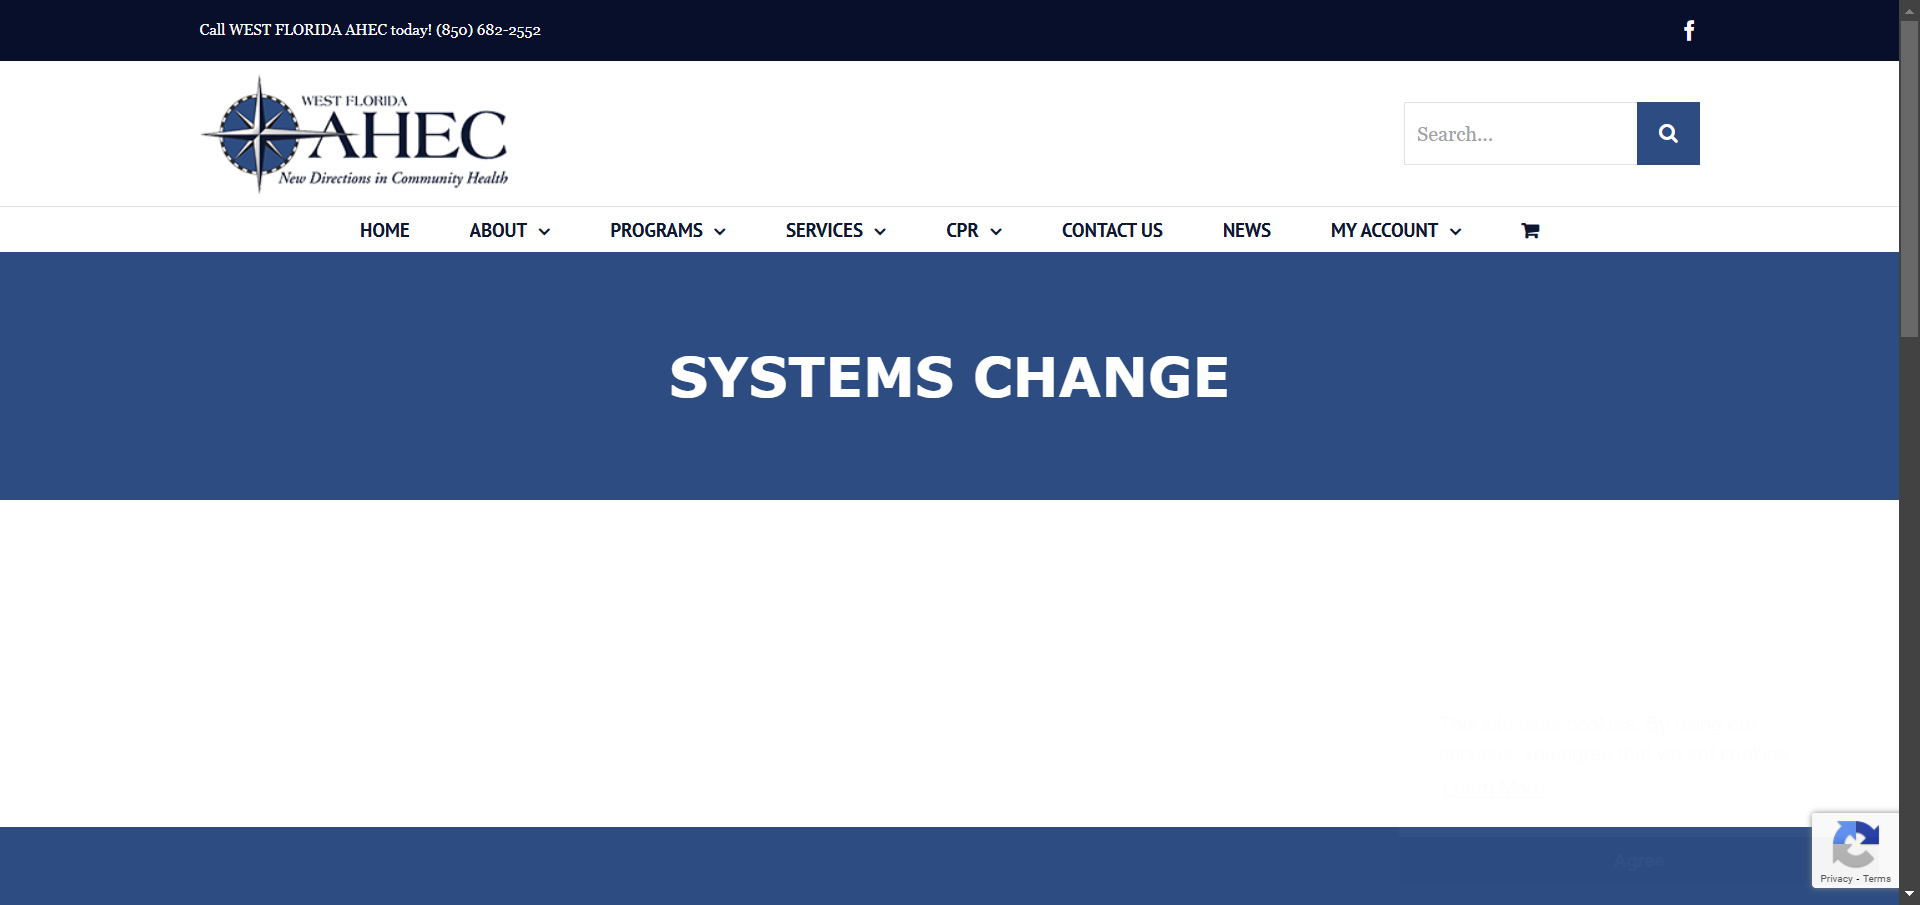 Call WEST FLORIDA AHEC today! (850) 682-2552
WEST FLORIDA
AHEC
New Directions in Community Health
Search...
HOME ABOUT PROGRAMS SERVICES CPR CONTACT US NEWS MY ACCOUNT
SYSTEMS CHANGE
Agree
Privacy - Terms